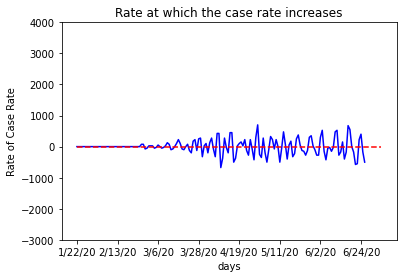 Rate at which the case rate increases
4000
3000
2000
1000
0
−1000
−2000
−3000
Rate of Case Rate
1/22/20 2/13/20 3/6/20 3/28/20 4/19/20 5/11/20 6/2/20 6/24/20
days